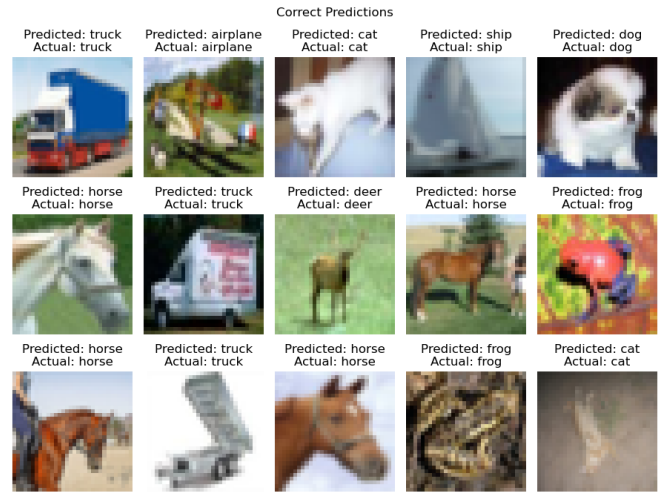 Correct Predictions
Predicted: truck
Actual: truck
Predicted: airplane
Actual: airplane
Predicted: cat
Actual: cat
Predicted: ship
Actual: ship
Predicted: dog
Actual: dog
Predicted: horse
Actual: horse
Predicted: truck
Actual: truck
Predicted: deer
Actual: deer
Predicted: horse
Actual: horse
Predicted: frog
Actual: frog
Predicted: horse
Actual: horse
Predicted: truck
Actual: truck
Predicted: horse
Actual: horse
Predicted: frog
Actual: frog
Predicted: cat
Actual: cat